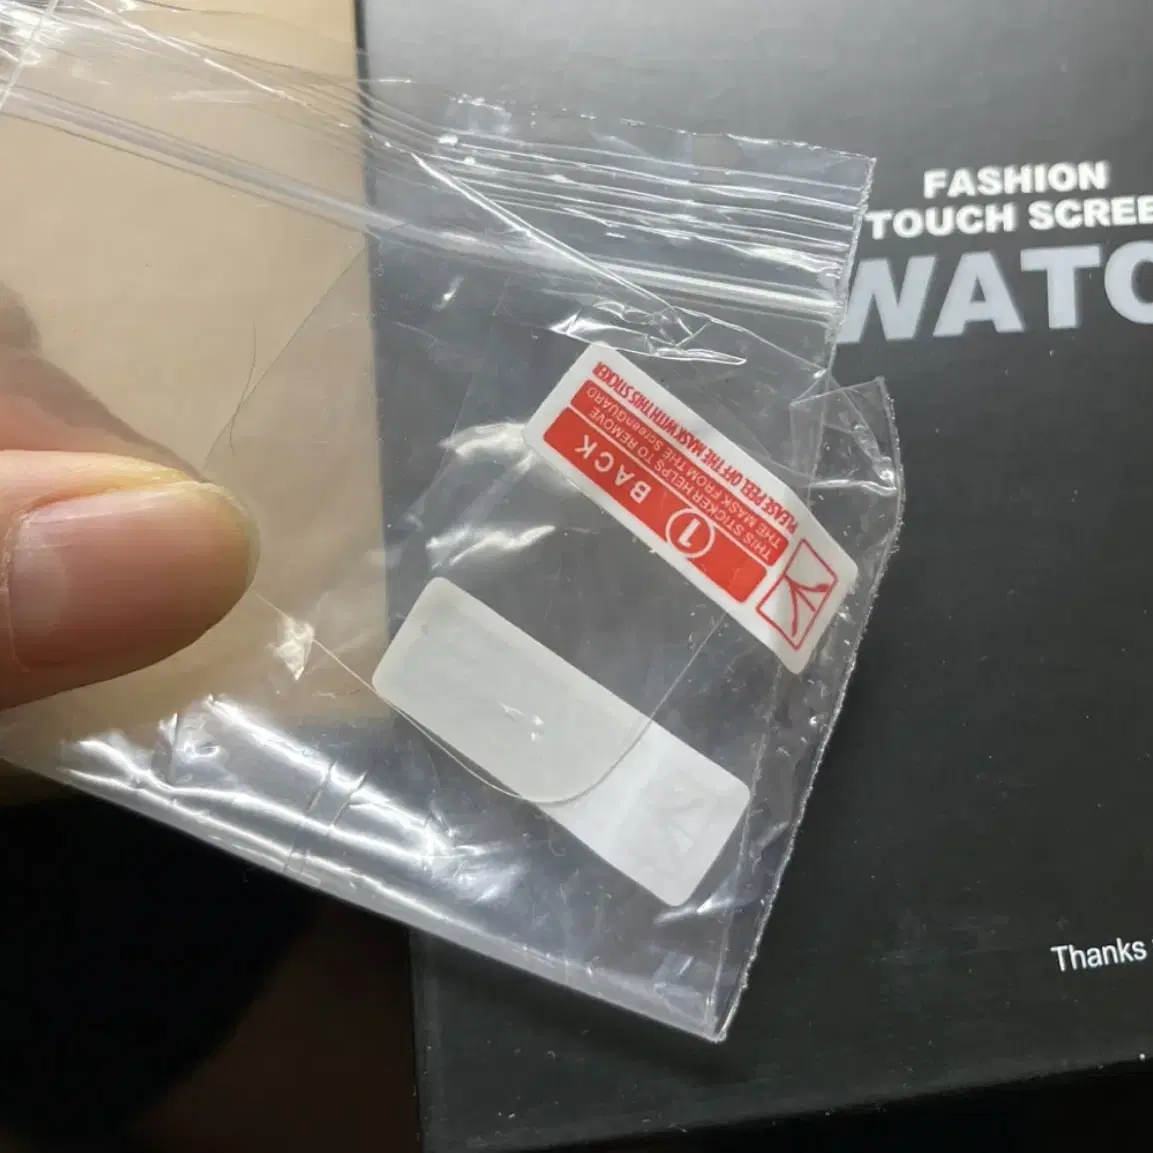 FASHION
TOUCH SCREE
WATC
PLEASE PEEL OFF THE MASK WITH THIS STICKER
THIS STICKER HELPS TO REMOVE
THE MASK FROM THE ScreenGUARD
1 BACK
Thanks